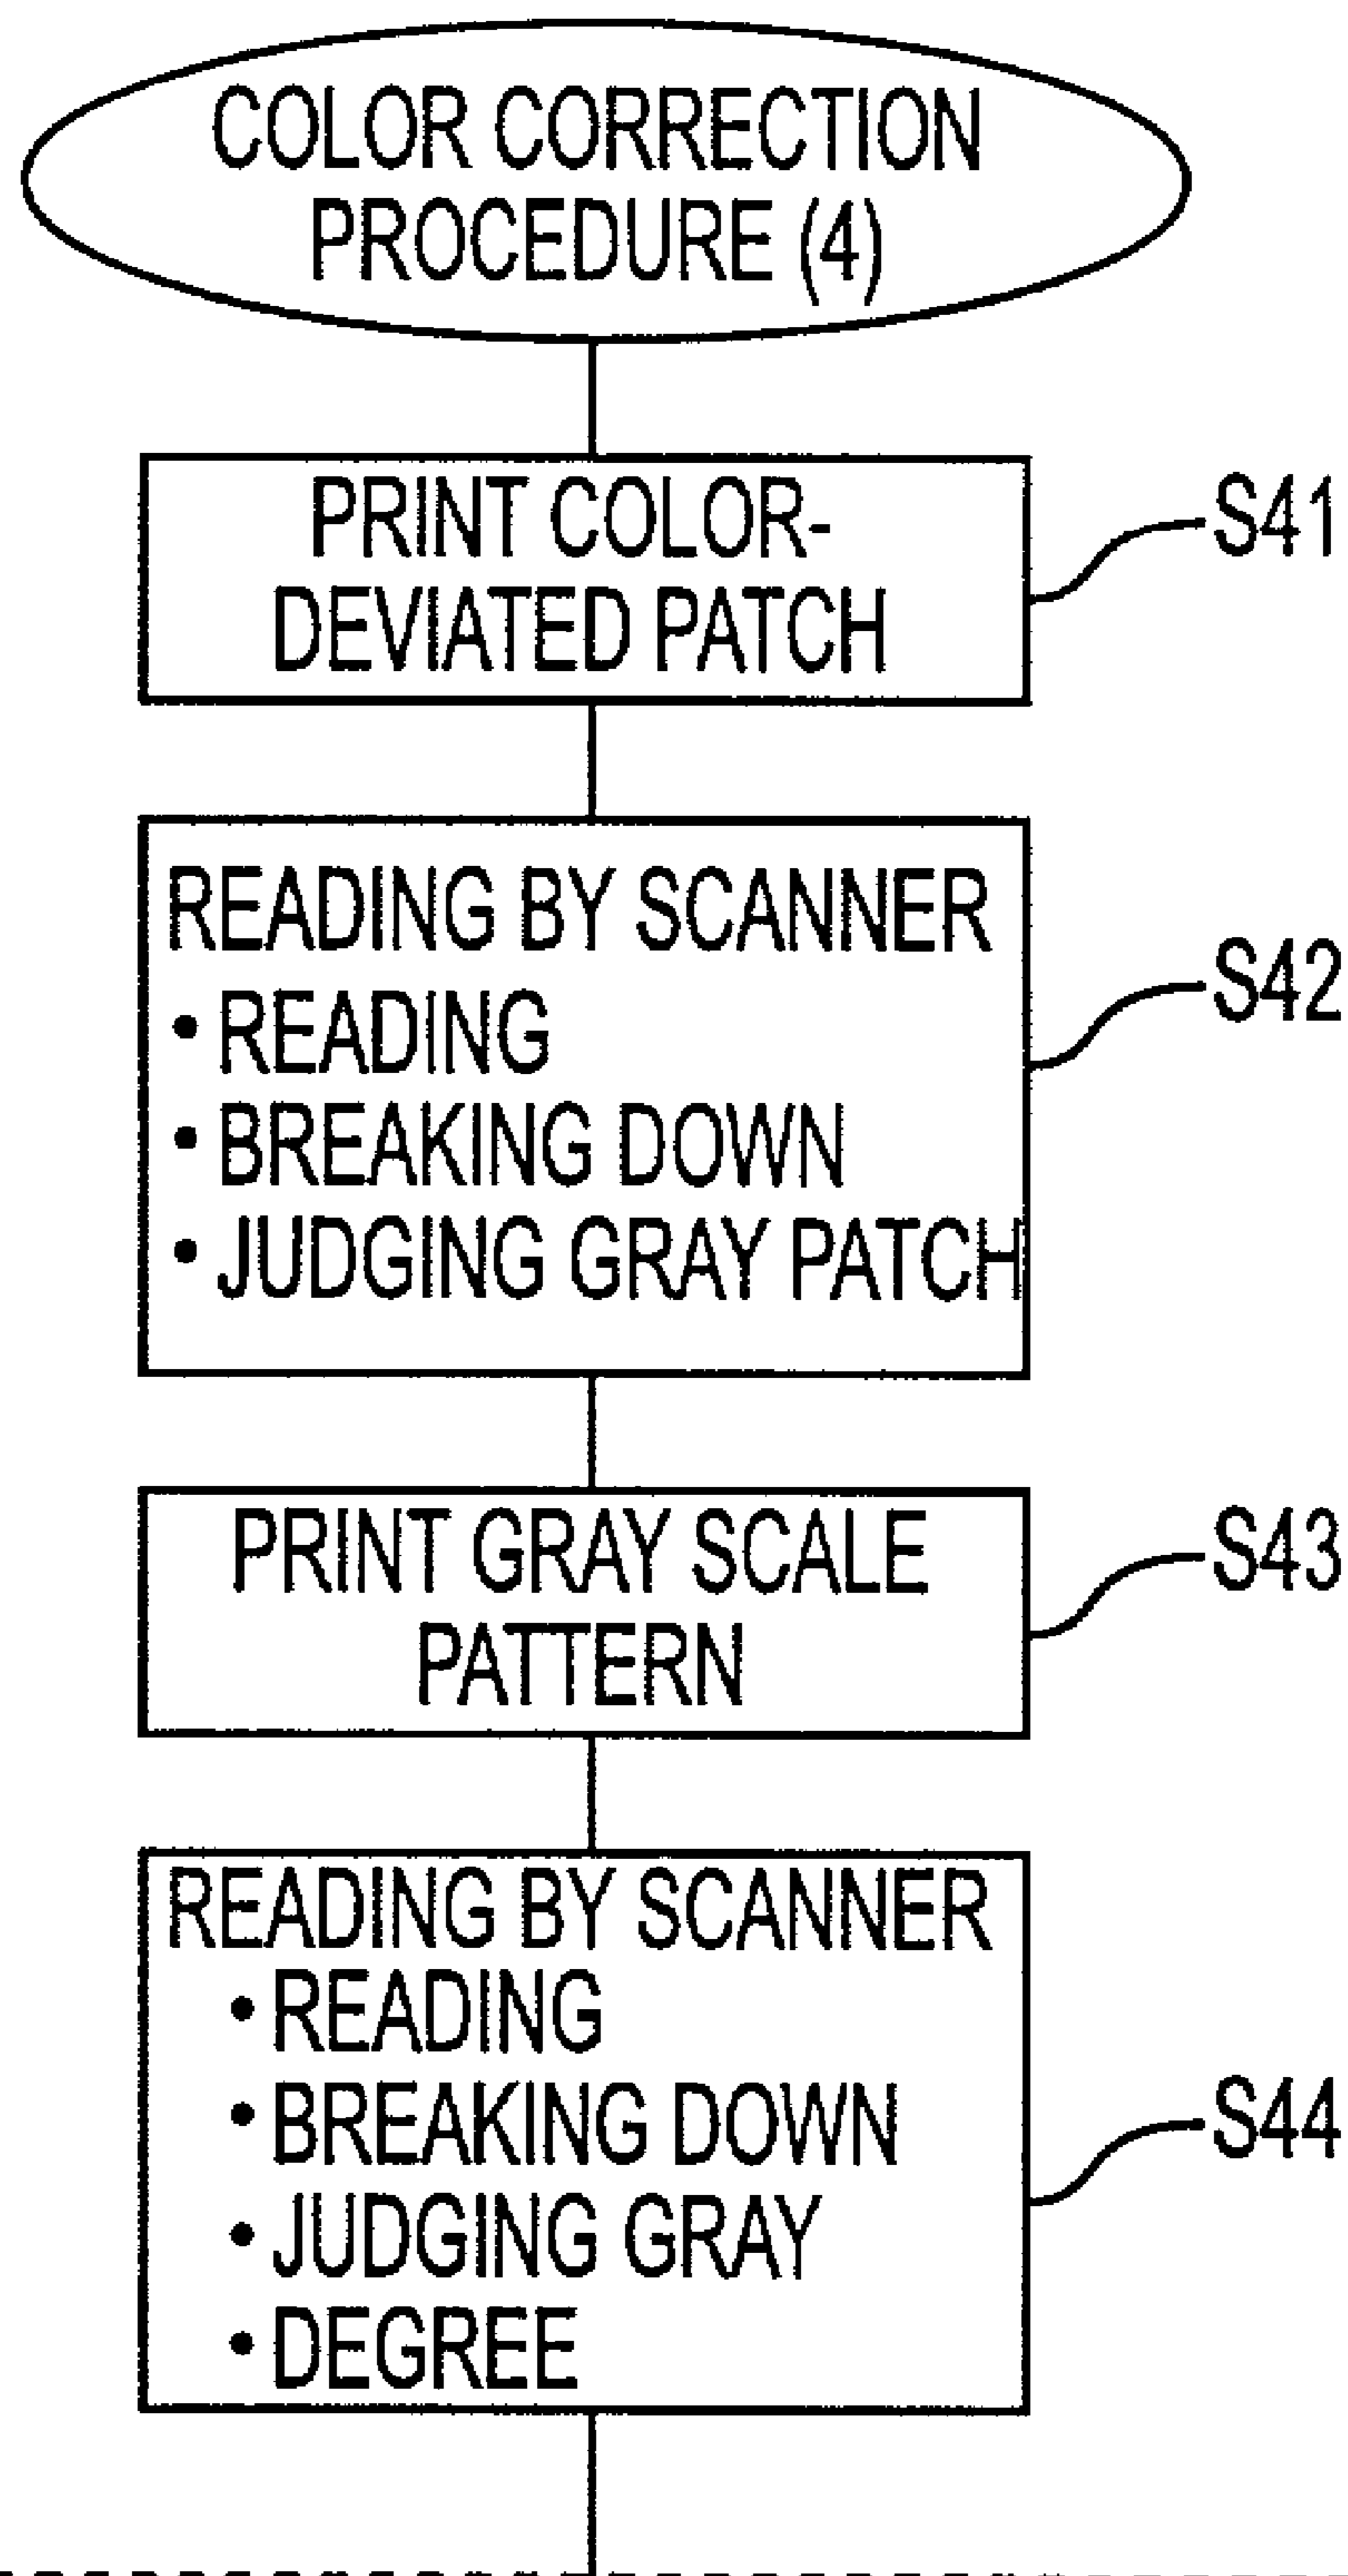 COLOR CORRECTION
PROCEDURE (4)
PRINT COLOR-
DEVIATED PATCH
S41
READING BY SCANNER
• READING
• BREAKING DOWN
• JUDGING GRAY PATCH
S42
PRINT GRAY SCALE
PATTERN
S43
READING BY SCANNER
• READING
• BREAKING DOWN
• JUDGING GRAY
• DEGREE
S44